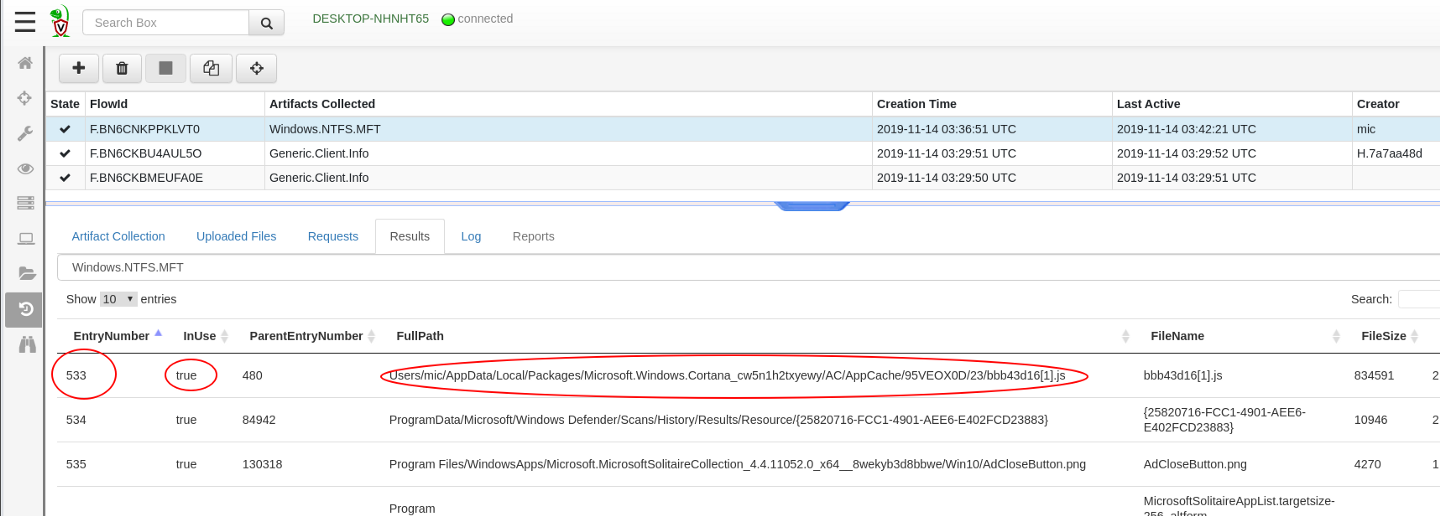 Search Box DESKTOP-NHNHT65 connected
State FlowId Artifacts Collected Creation Time Last Active Creator
F.BN6CNKPPKLVT0 Windows.NTFS.MFT 2019-11-14 03:36:51 UTC 2019-11-14 03:42:21 UTC mic
F.BN6CKBU4AUL5O Generic.Client.Info 2019-11-14 03:29:51 UTC 2019-11-14 03:29:52 UTC H.7a7aa48d
F.BN6CKBMEUFA0E Generic.Client.Info 2019-11-14 03:29:50 UTC 2019-11-14 03:29:51 UTC
Artifact Collection Uploaded Files Requests Results Log Reports
Windows.NTFS.MFT
Show 10 entries Search:
EntryNumber InUse ParentEntryNumber FullPath FileName FileSize
533 true 480 Users/mic/AppData/Local/Packages/Microsoft.Windows.Cortana_cw5n1h2txyewy/AC/AppCache/95VEOX0D/23/bbb43d16[1].js bbb43d16[1].js 834591 2
534 true 84942 ProgramData/Microsoft/Windows Defender/Scans/History/Results/Resource/{25820716-FCC1-4901-AEE6-E402FCD23883} {25820716-FCC1-4901-AEE6- 10946 2
E402FCD23883}
535 true 130318 Program Files/WindowsApps/Microsoft.MicrosoftSolitaireCollection_4.4.11052.0_x64__8wekyb3d8bbwe/Win10/AdCloseButton.png AdCloseButton.png 4270 1
MicrosoftSolitaireAppList.targetsize-
Program 256_altform